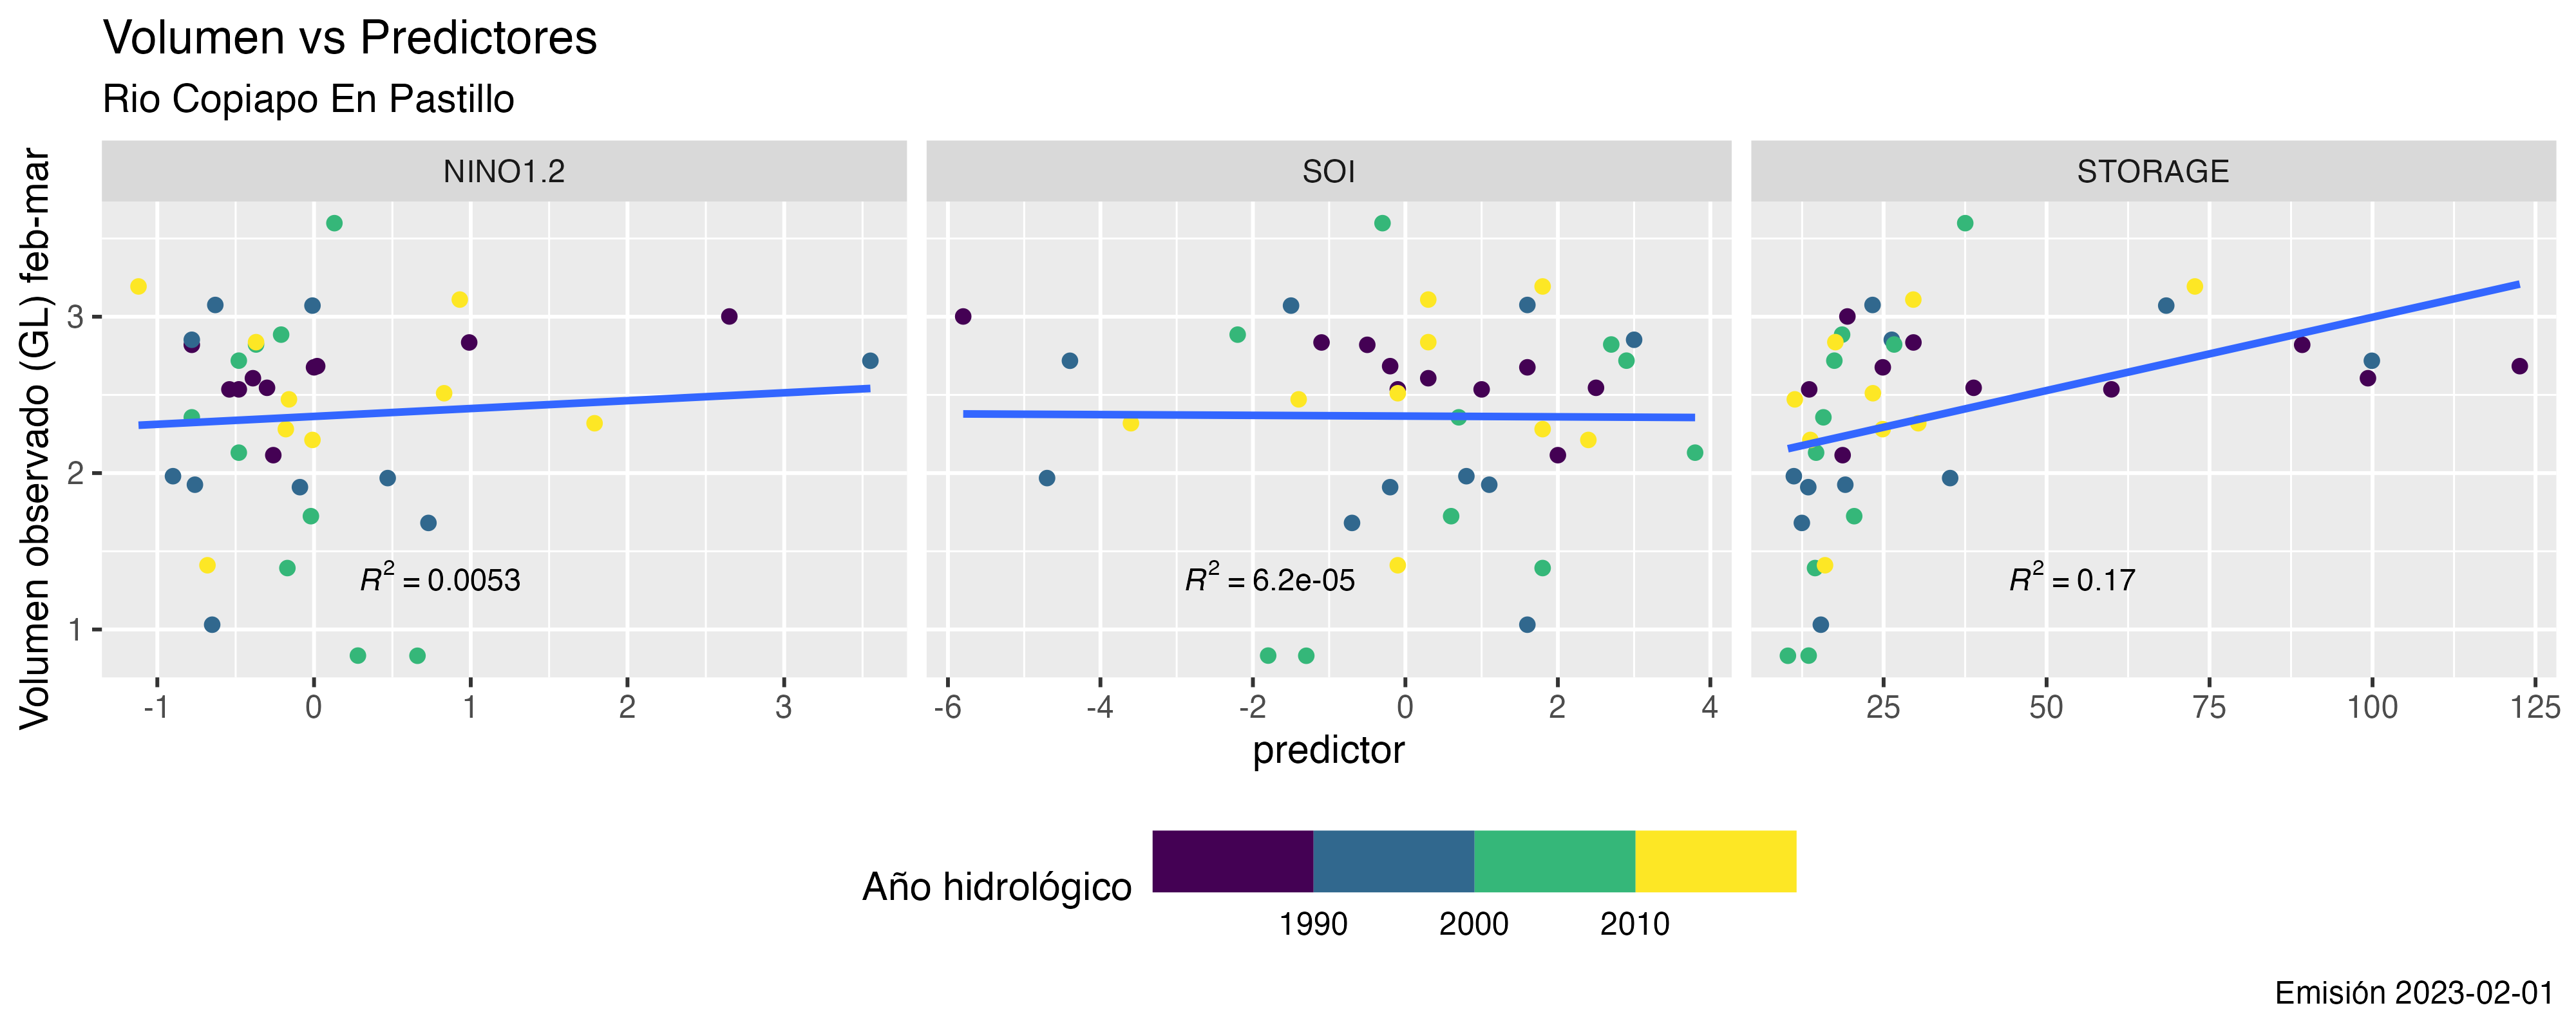 Volumen vs Predictores
Rio Copiapo En Pastillo
Volumen observado (GL) feb-mar
NINO1.2
SOI
STORAGE
3
2
1
R² = 0.0053
R² = 6.2e-05
R² = 0.17
-1 0 1 2 3
-6 -4 -2 0 2 4
25 50 75 100 125
predictor
Año hidrológico
1990 2000 2010
Emisión 2023-02-01